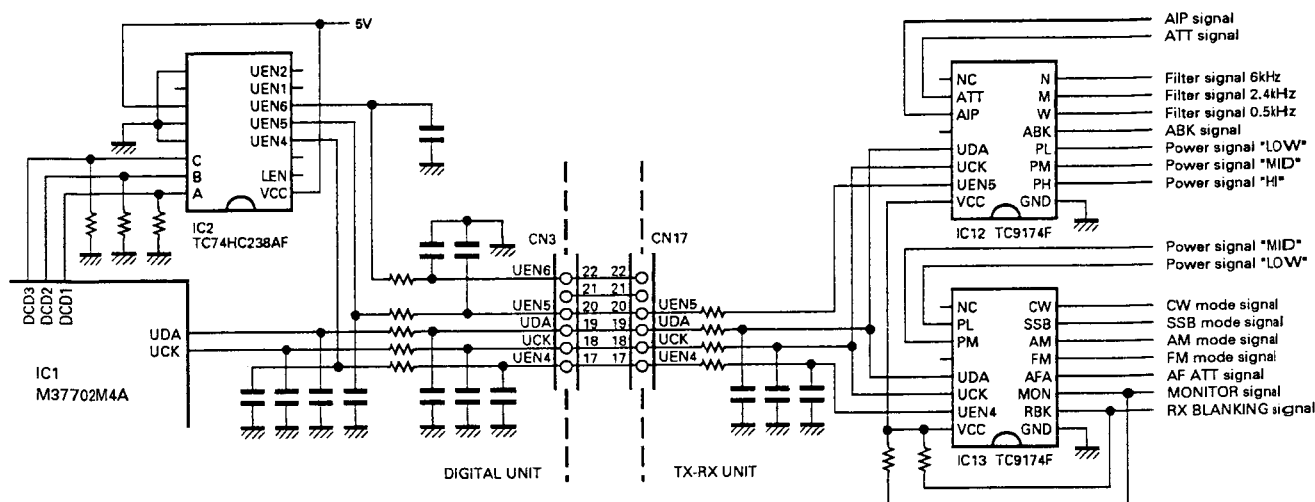 5V
UEN2
UEN1
UEN6
UEN5
UEN4
C
B
A
LEN
VCC
IC2
TC74HC238AF
DCD3
DCD2
DCD1
UDA
UCK
IC1
M37702M4A
CN3
CN17
UEN6 22 22
21 21
UEN5 20 20 UEN5
UDA 19 19 UDA
UCK 18 18 UCK
UEN4 17 17 UEN4
DIGITAL UNIT
TX-RX UNIT
AIP signal
ATT signal
NC N Filter signal 6kHz
ATT M Filter signal 2.4kHz
AIP W Filter signal 0.5kHz
ABK ABK signal
UDA PL Power signal "LOW"
UCK PM Power signal "MID"
UEN5 PH Power signal "HI"
VCC GND
IC12 TC9174F
Power signal "MID"
Power signal "LOW"
NC CW CW mode signal
PL SSB SSB mode signal
PM AM AM mode signal
FM FM mode signal
UDA AFA AF ATT signal
UCK MON MONITOR signal
UEN4 RBK RX BLANKING signal
VCC GND
IC13 TC9174F